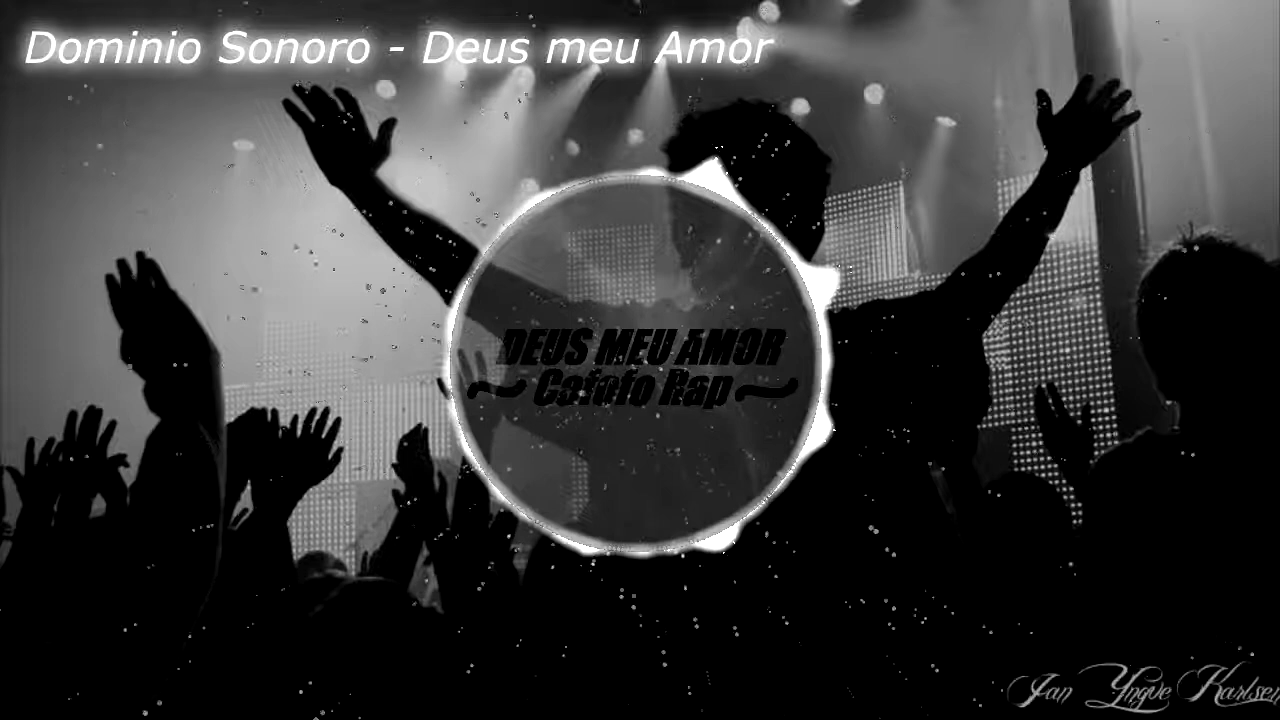 Dominio Sonoro - Deus meu Amor
DEUS MEU AMOR
~Cafofo Rap~
Jan Yngve Karlsen